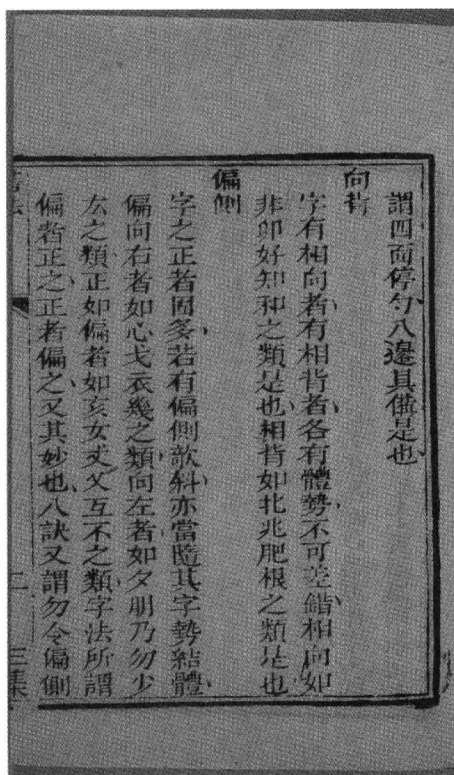 謂四面停勻八邊具備是也
向背
字有相向者有相背者各有體勢不可差錯相向如
非卯好知和之類是也相背如北兆肥根之類是也
偏側
字之正者固多若有偏側欹斜亦當隨其字勢結體
偏向右者如心戈衣幾之類向左者如夕朋乃勿少
厷之類正如偏者如亥女丈乂互不之類字法所謂
偏者正之正者偏之又其妙也八訣又謂勿令偏側
三集